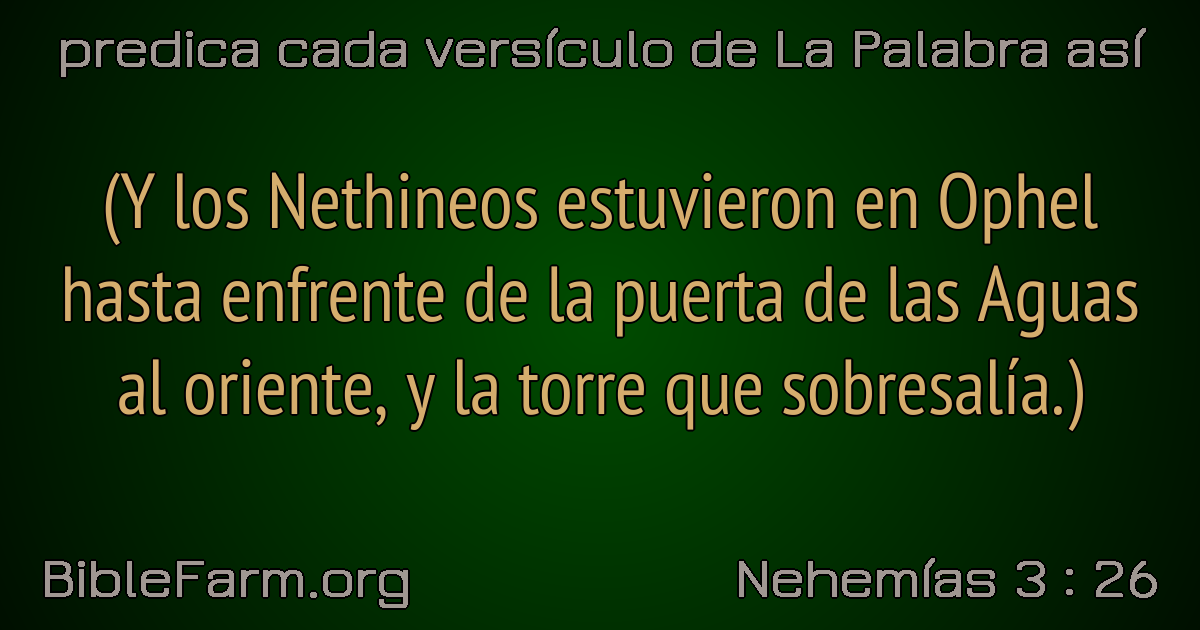 predica cada versículo de La Palabra así
(Y los Nethineos estuvieron en Ophel
hasta enfrente de la puerta de las Aguas
al oriente, y la torre que sobresalía.)
BibleFarm.org
Nehemías 3 : 26